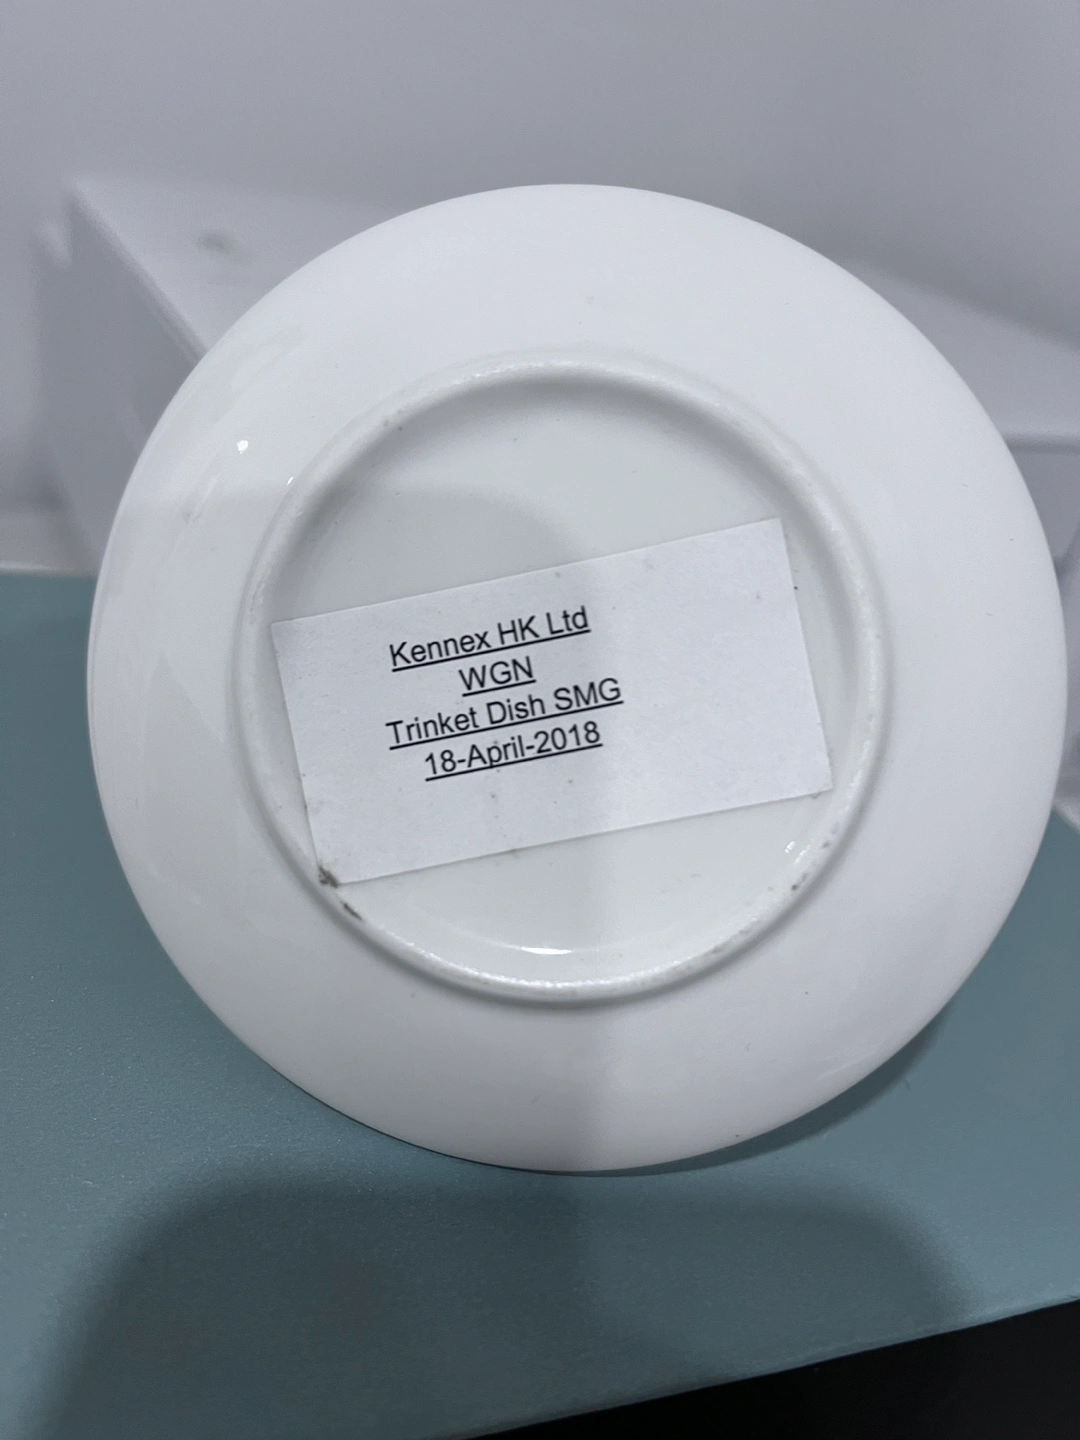 Kennex HK Ltd
WGN
Trinket Dish SMG
18-April-2018